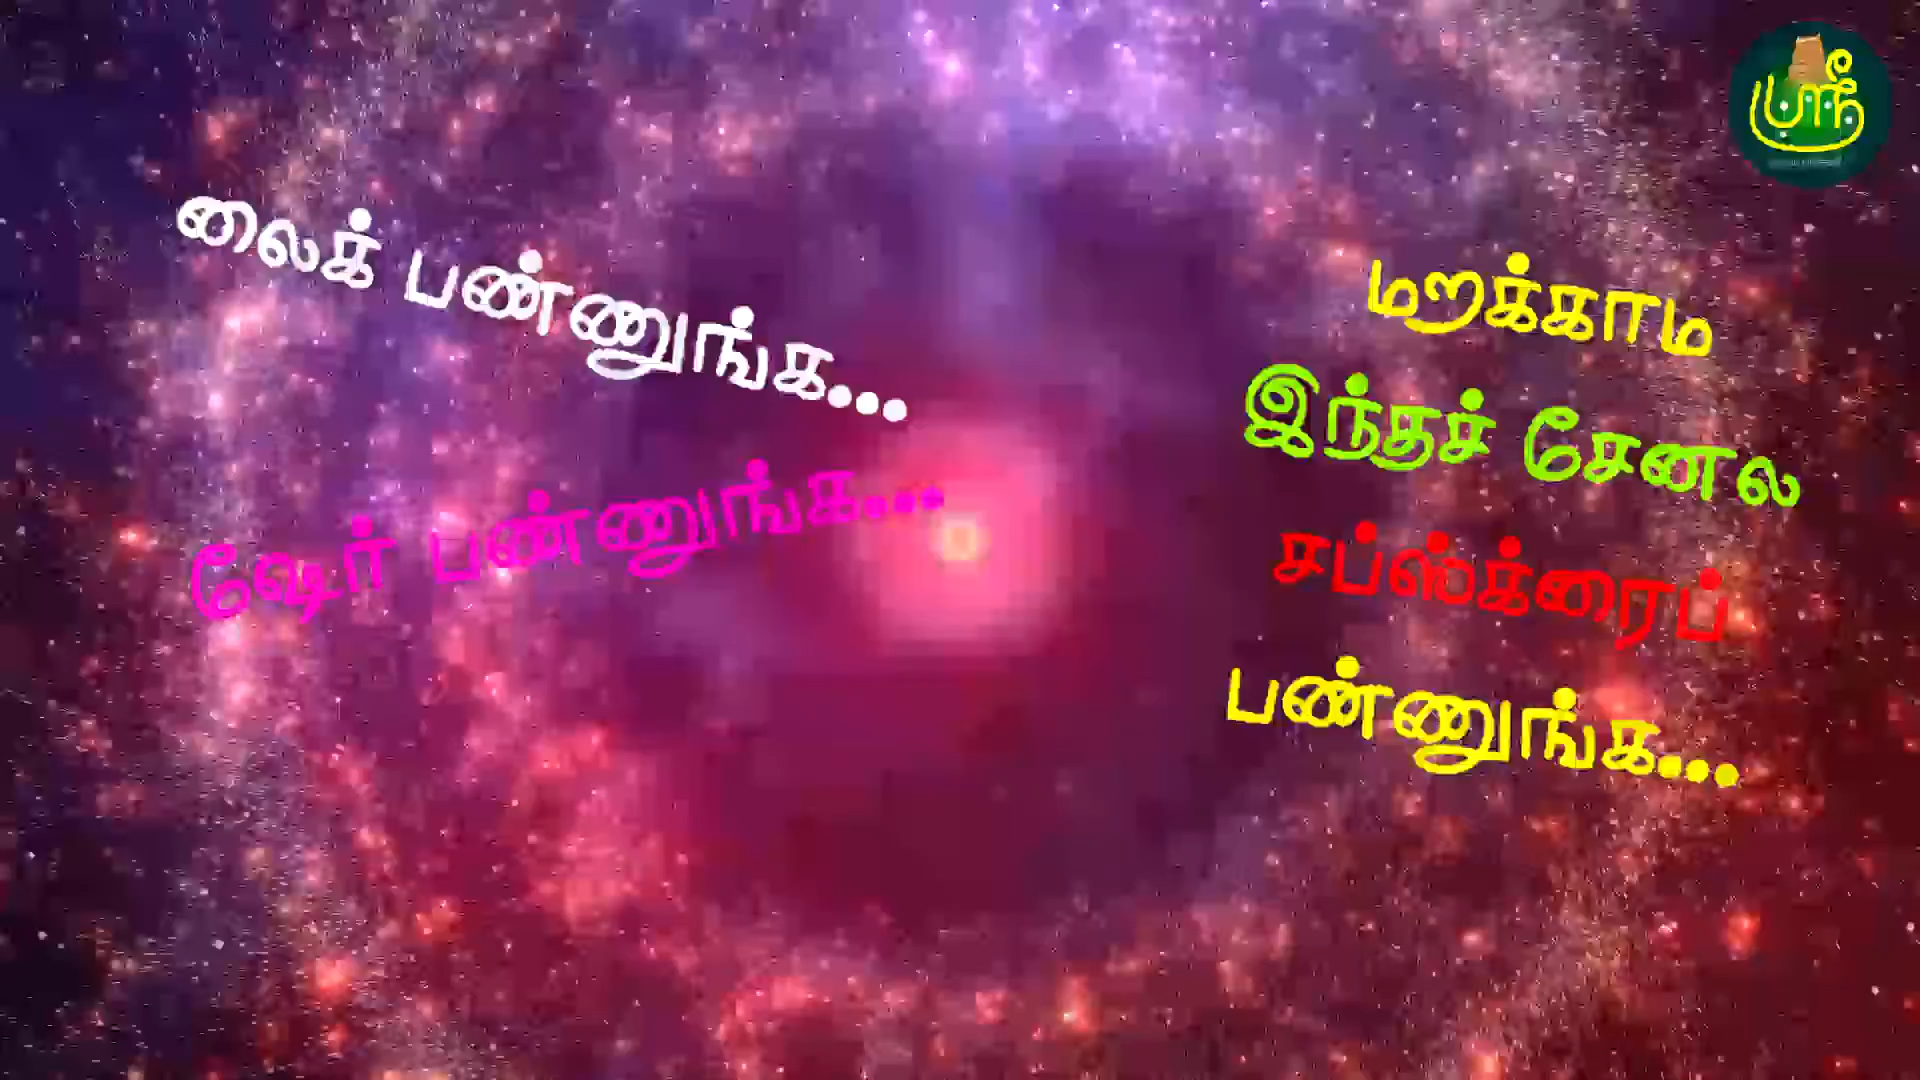 லைக் பண்ணுங்க...
ஷேர் பண்ணுங்க...
மறக்காம
இந்தச் சேனல
சப்ஸ்க்ரைப்
பண்ணுங்க...
ஸ்ரீ